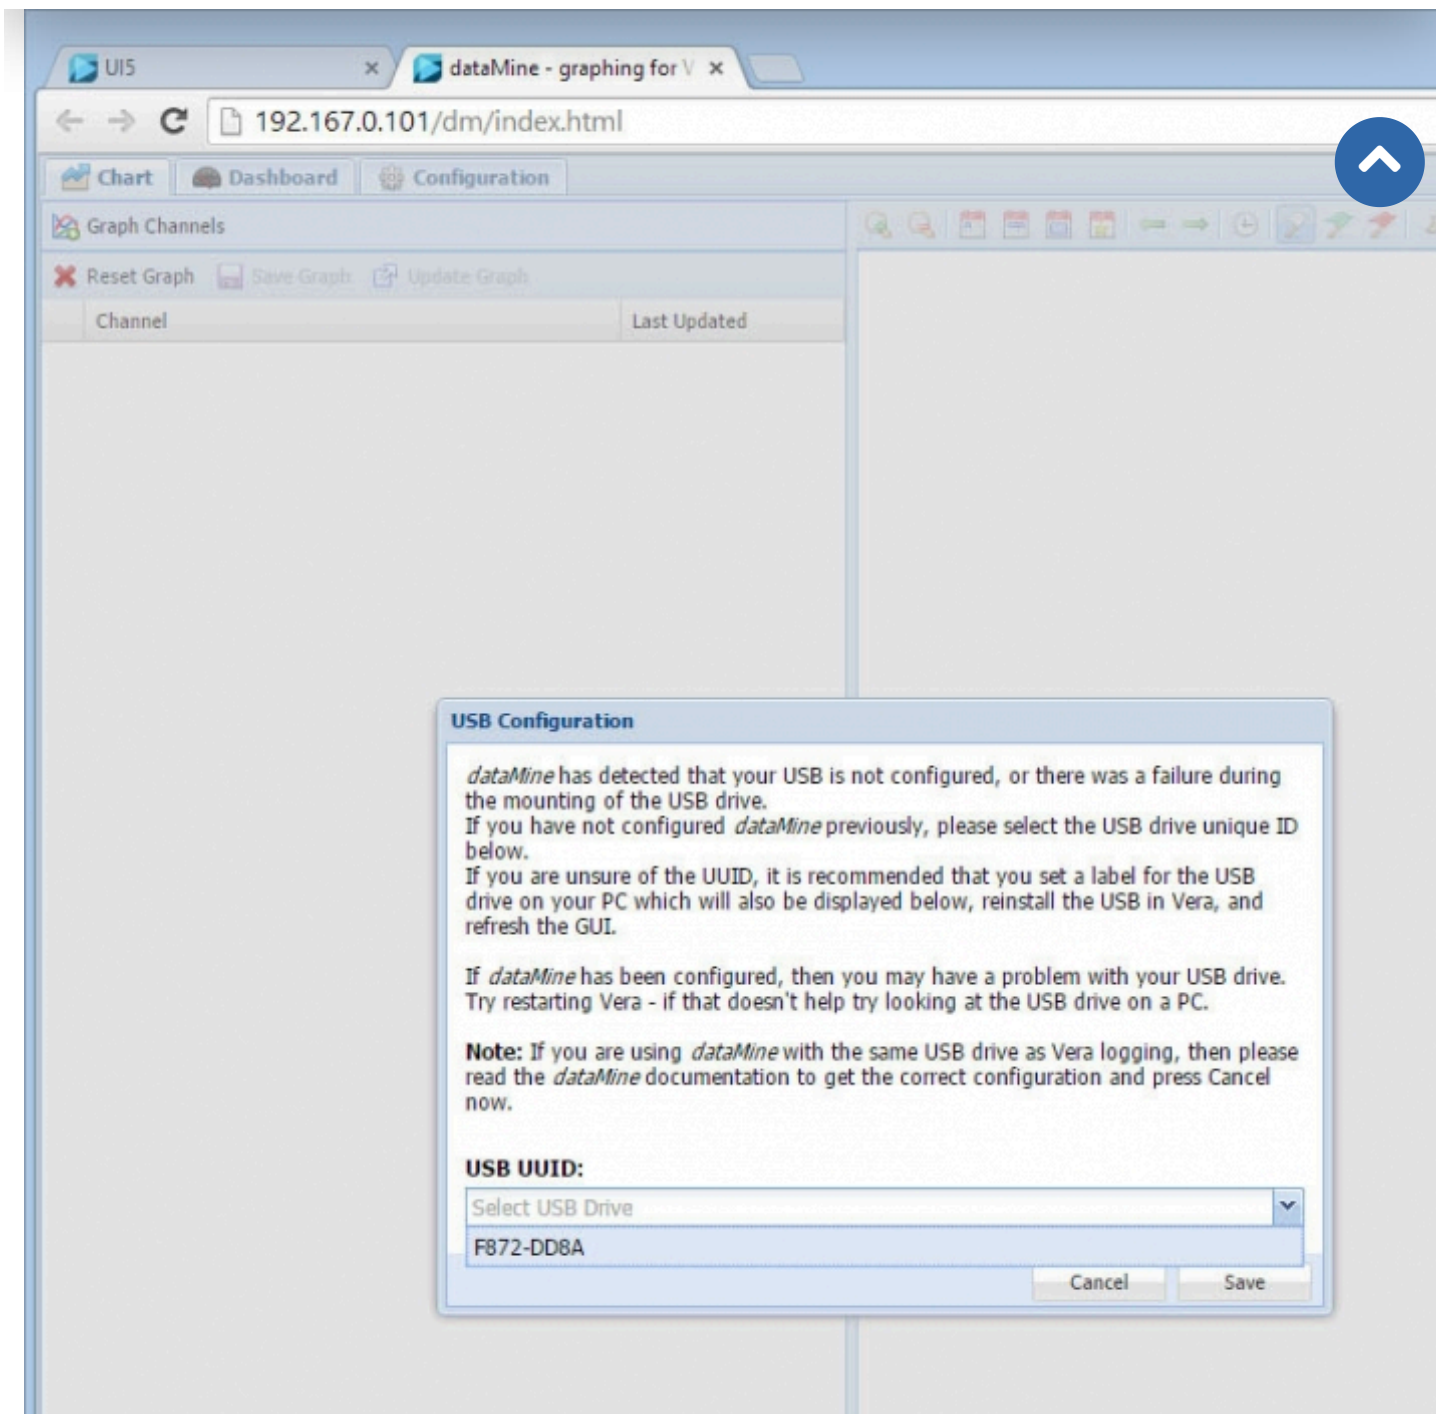 UI5
dataMine - graphing for V
192.167.0.101/dm/index.html
Chart Dashboard Configuration
Graph Channels
Reset Graph Save Graph Update Graph
Channel Last Updated
USB Configuration
dataMine has detected that your USB is not configured, or there was a failure during
the mounting of the USB drive.
If you have not configured dataMine previously, please select the USB drive unique ID
below.
If you are unsure of the UUID, it is recommended that you set a label for the USB
drive on your PC which will also be displayed below, reinstall the USB in Vera, and
refresh the GUI.
If dataMine has been configured, then you may have a problem with your USB drive.
Try restarting Vera - if that doesn't help try looking at the USB drive on a PC.
Note: If you are using dataMine with the same USB drive as Vera logging, then please
read the dataMine documentation to get the correct configuration and press Cancel
now.
USB UUID:
Select USB Drive
F872-DD8A
Cancel Save